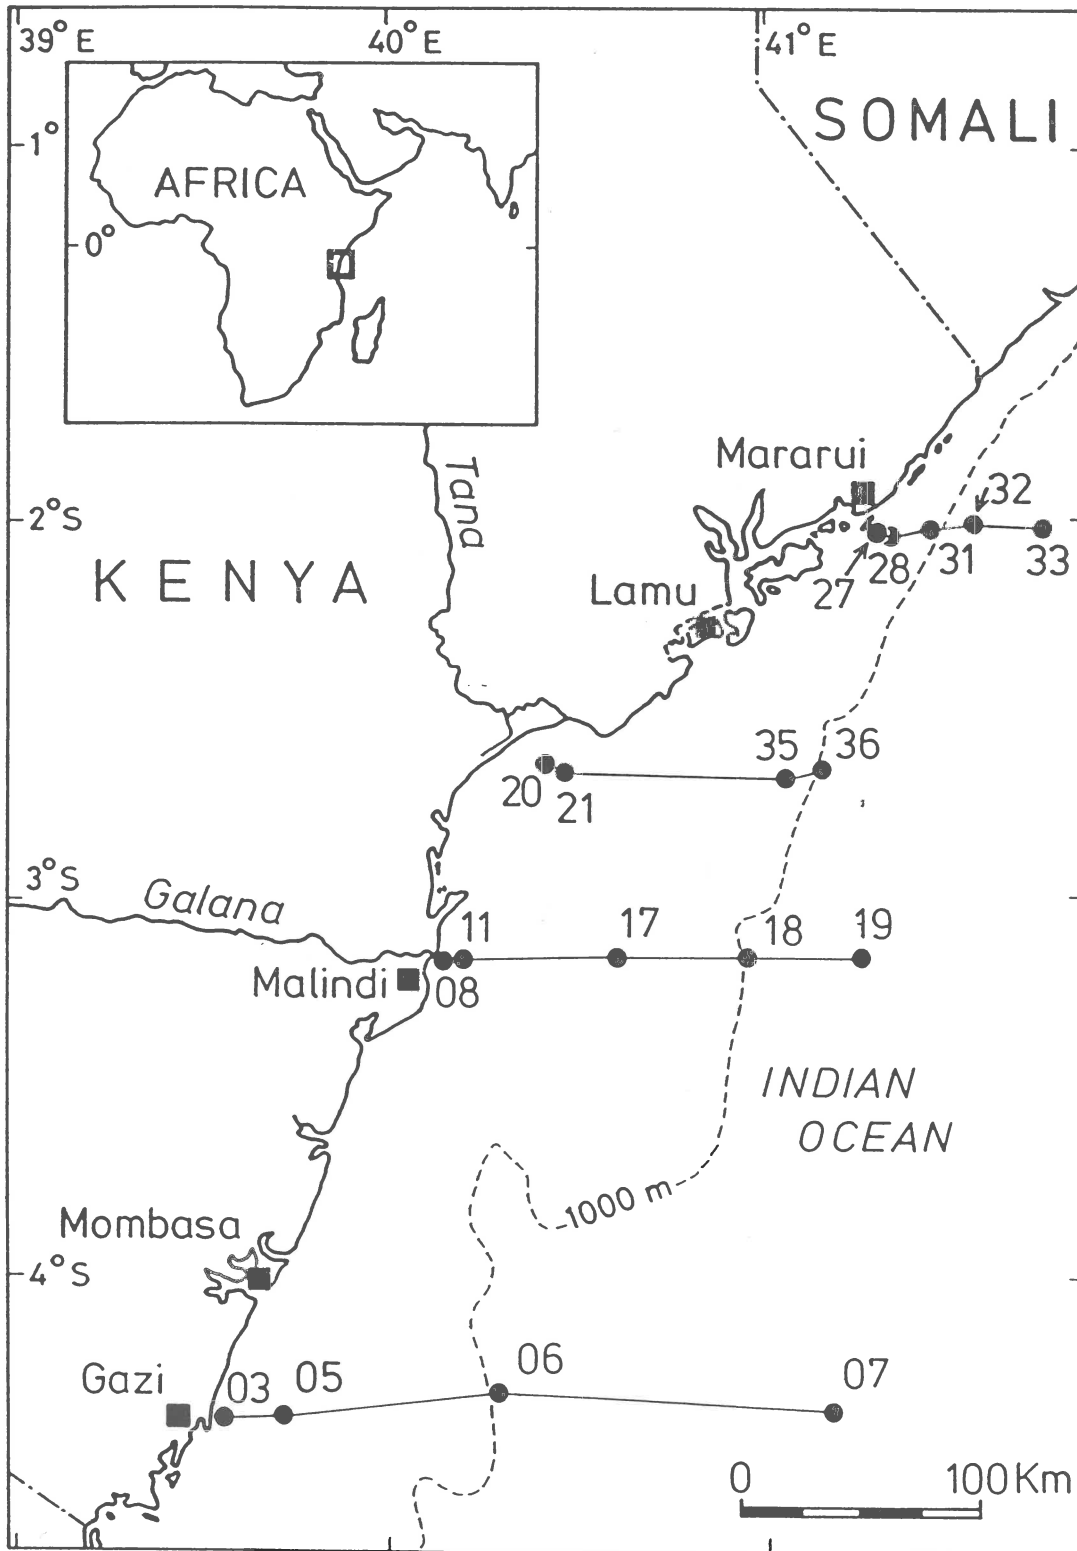 39°E
40°E
41°E
SOMALI
1°
AFRICA
0°
Tana
Mararui
32
2°S
KENYA
27
28
31
33
Lamu
35
36
20
21
3°S
Galana
11
17
18
19
Malindi
08
INDIAN
OCEAN
1000 m
Mombasa
4°S
Gazi
03
05
06
07
0
100 Km